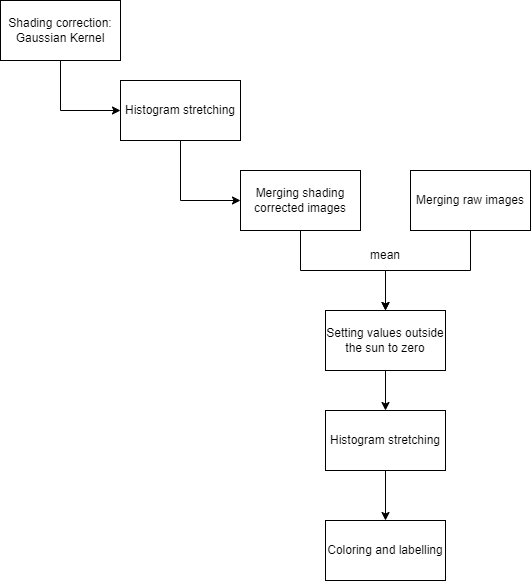 Shading correction:
Gaussian Kernel
Histogram stretching
Merging shading
corrected images
Merging raw images
mean
Setting values outside
the sun to zero
Histogram stretching
Coloring and labelling